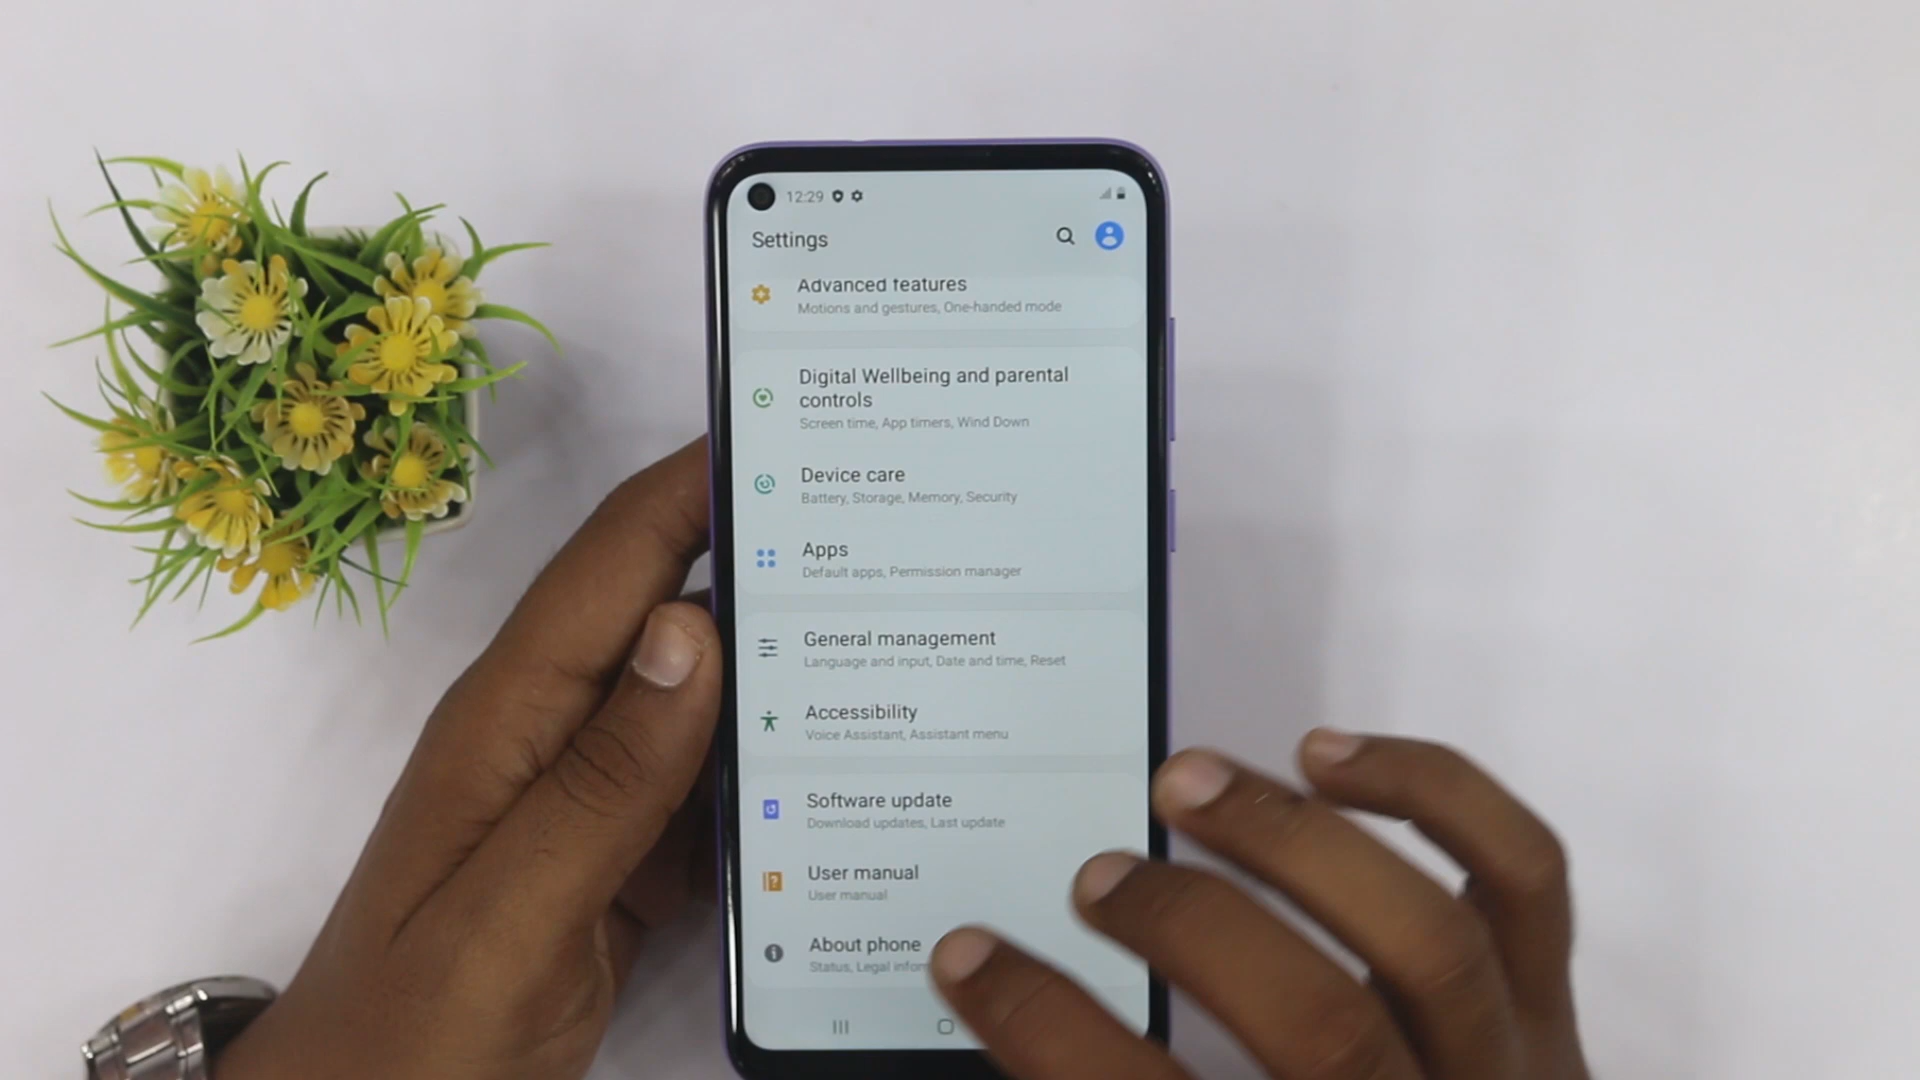 12:29
Settings
Advanced features
Motions and gestures, One-handed mode
Digital Wellbeing and parental
controls
Screen time, App timers, Wind Down
Device care
Battery, Storage, Memory, Security
Apps
Default apps, Permission manager
General management
Language and input, Date and time, Reset
Accessibility
Voice Assistant, Assistant menu
Software update
Download updates, Last update
User manual
User manual
About phone
Status, Legal